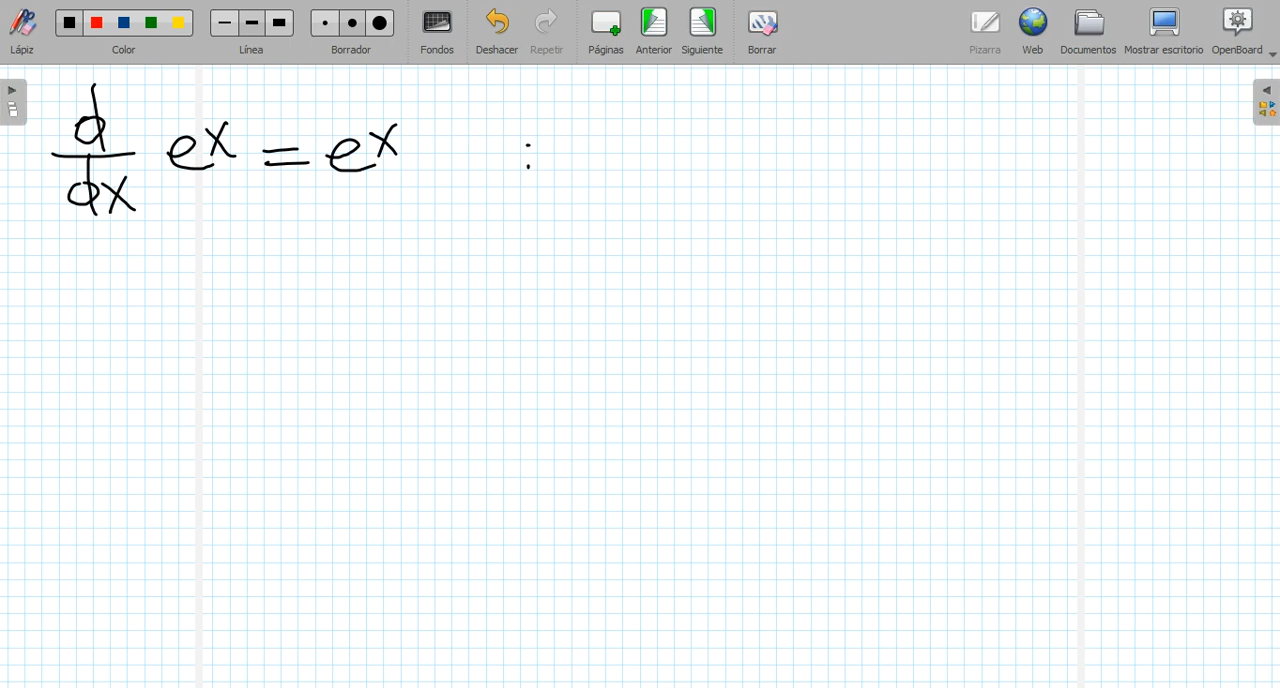 Lápiz Color Línea Borrador Fondos Deshacer Repetir Páginas Anterior Siguiente Borrar Pizarra Web Documentos Mostrar escritorio OpenBoard
d/dx e^x = e^x :